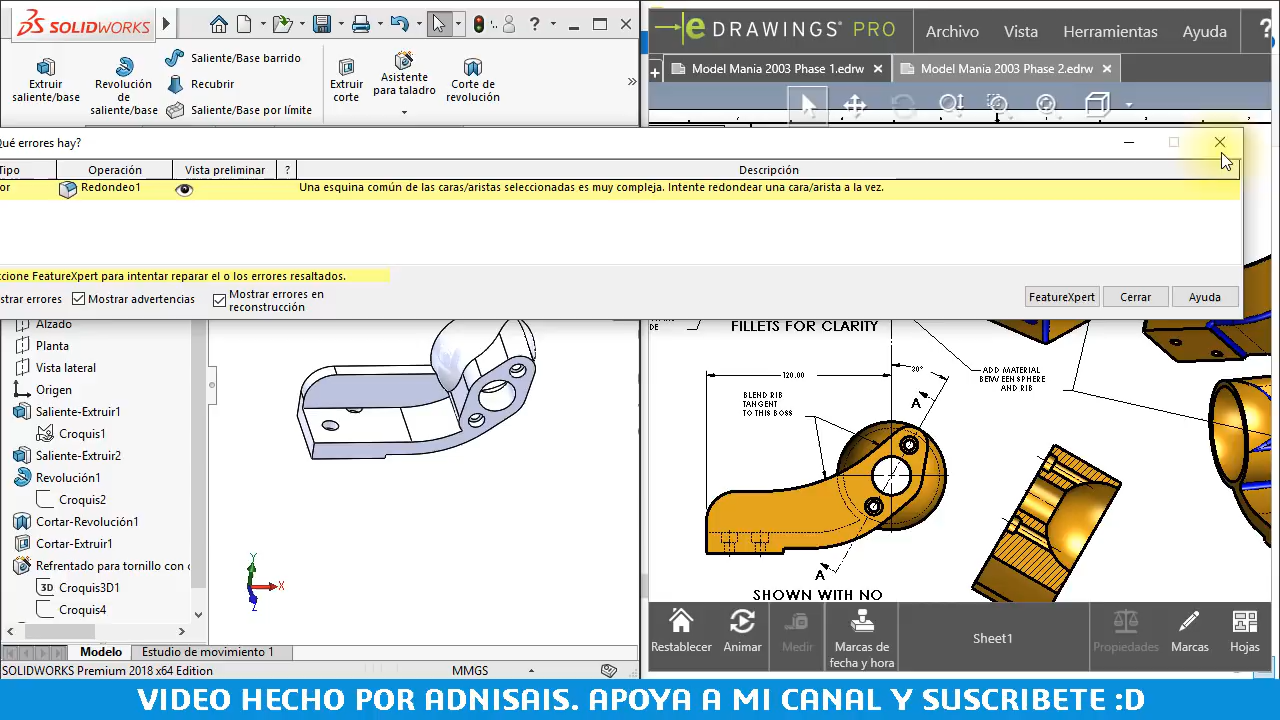 SOLIDWORKS
?
Extruir saliente/base
Revolución de saliente/base
Saliente/Base barrido
Recubrir
Saliente/Base por límite
Extruir corte
Asistente para taladro
Corte de revolución
»
eDRAWINGS® PRO
Archivo Vista Herramientas Ayuda ?
+ Model Mania 2003 Phase 1.edrw × Model Mania 2003 Phase 2.edrw ×
Qué errores hay?
Tipo Operación Vista preliminar ? Descripción
or Redondeo1 Una esquina común de las caras/aristas seleccionadas es muy compleja. Intente redondear una cara/arista a la vez.
ccione FeatureXpert para intentar reparar el o los errores resaltados.
strar errores Mostrar advertencias Mostrar errores en
reconstrucción
FeatureXpert Cerrar Ayuda
Alzado
Planta
Vista lateral
Origen
Saliente-Extruir1
Croquis1
Saliente-Extruir2
Revolución1
Croquis2
Cortar-Revolución1
Cortar-Extruir1
Refrentado para tornillo con c
3D Croquis3D1
Croquis4
Y
X
Z
Modelo Estudio de movimiento 1
SOLIDWORKS Premium 2018 x64 Edition MMGS
DE
FILLETS FOR CLARITY
120.00
30°
BLEND RIB
TANGENT
TO THIS BOSS
A
ADD MATERIAL
BETWEEN SPHERE
AND RIB
A
SHOWN WITH NO
Restablecer
Animar
Medir
Marcas de
fecha y hora
Sheet1
Propiedades
Marcas
Hojas
VIDEO HECHO POR ADNISAIS. APOYA A MI CANAL Y SUSCRIBETE :D